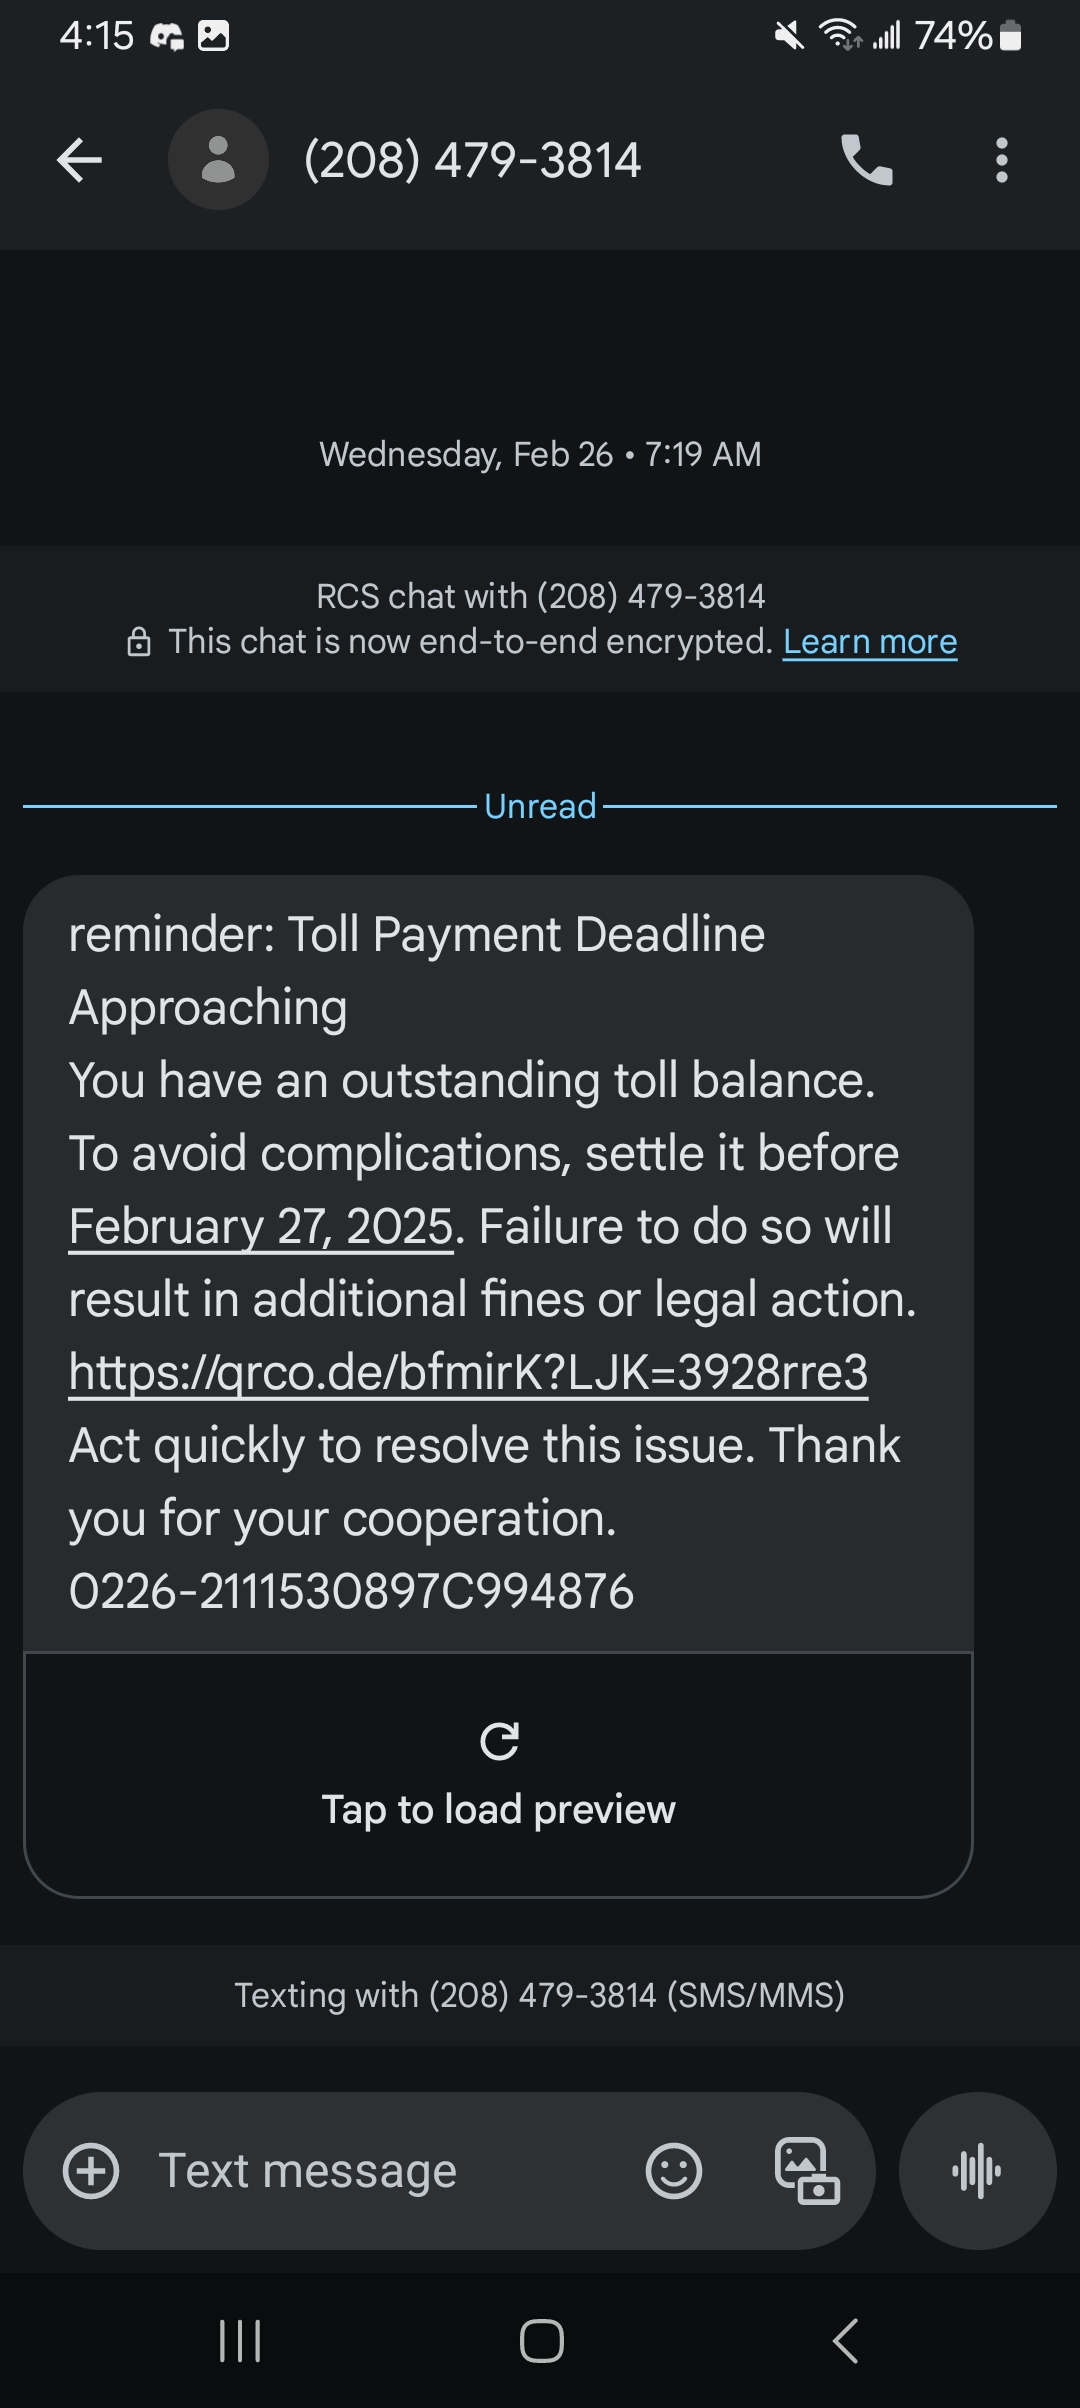 4:15 74%
(208) 479-3814
Wednesday, Feb 26 • 7:19 AM
RCS chat with (208) 479-3814
This chat is now end-to-end encrypted. Learn more
Unread
reminder: Toll Payment Deadline
Approaching
You have an outstanding toll balance.
To avoid complications, settle it before
February 27, 2025. Failure to do so will
result in additional fines or legal action.
https://qrco.de/bfmirK?LJK=3928rre3
Act quickly to resolve this issue. Thank
you for your cooperation.
0226-2111530897C994876
Tap to load preview
Texting with (208) 479-3814 (SMS/MMS)
Text message